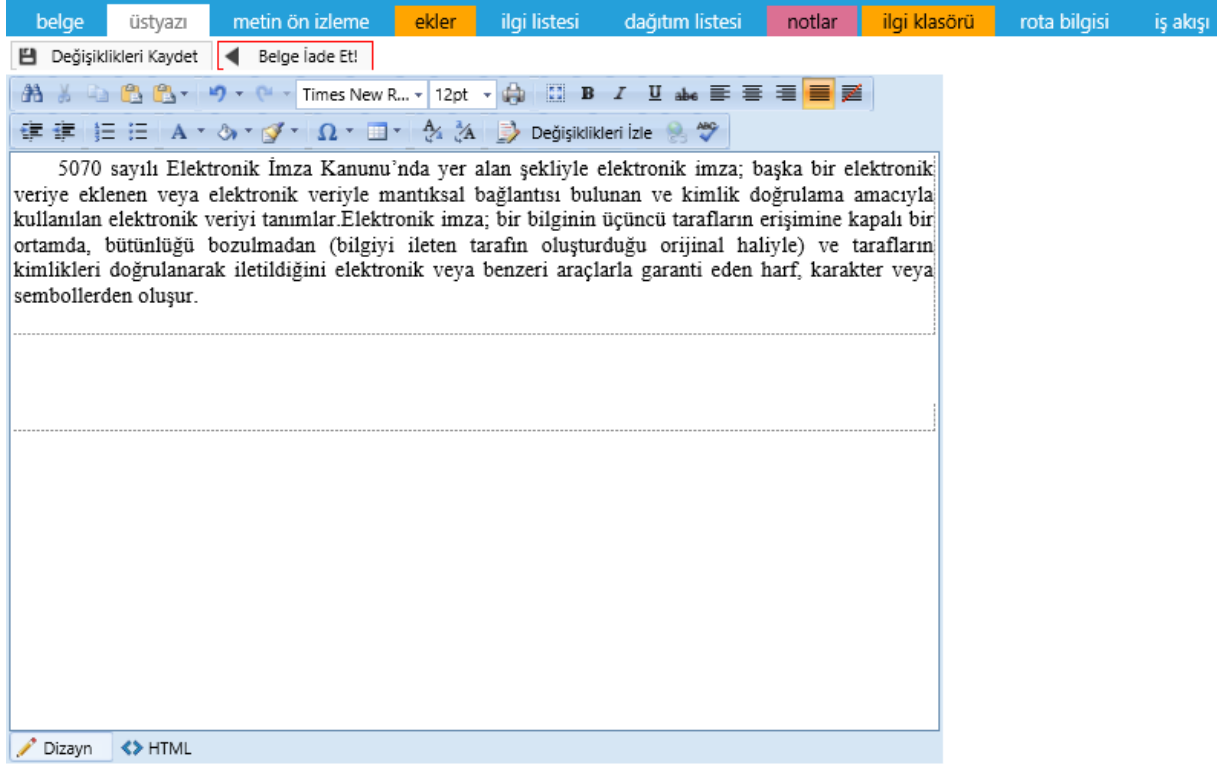 belge üstyazı metin ön izleme ekler ilgi listesi dağıtım listesi notlar ilgi klasörü rota bilgisi iş akışı
Değişiklikleri Kaydet Belge İade Et!
Times New R... 12pt B I U abc
A Ω Değişiklikleri İzle ABC
5070 sayılı Elektronik İmza Kanunu’nda yer alan şekliyle elektronik imza; başka bir elektronik
veriye eklenen veya elektronik veriyle mantıksal bağlantısı bulunan ve kimlik doğrulama amacıyla
kullanılan elektronik veriyi tanımlar.Elektronik imza; bir bilginin üçüncü tarafların erişimine kapalı bir
ortamda, bütünlüğü bozulmadan (bilgiyi ileten tarafın oluşturduğu orijinal haliyle) ve tarafların
kimlikleri doğrulanarak iletildiğini elektronik veya benzeri araçlarla garanti eden harf, karakter veya
sembollerden oluşur.
Dizayn HTML